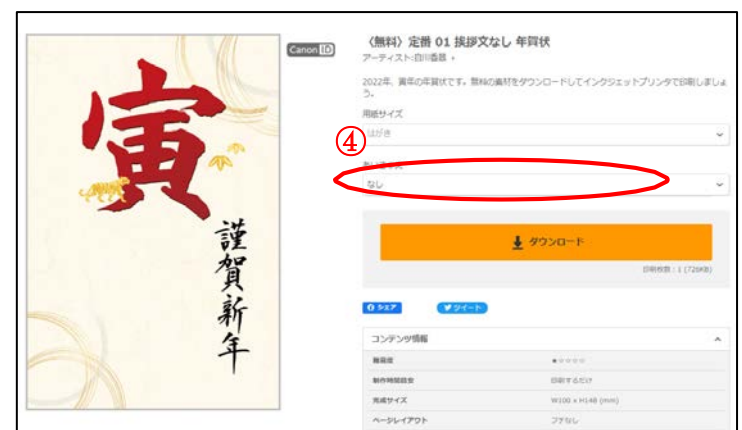 寅
謹賀新年
Canon ID
〈無料〉定番 01 挨拶文なし 年賀状
アーティスト:白川香蘭 +
2022年、寅年の年賀状です。無料の素材をダウンロードしてインクジェットプリンタで印刷しましょ
う。
用紙サイズ
はがき
④
なし
ダウンロード
印刷枚数 : 1 (726KB)
シェア
ツイート
コンテンツ情報
難易度
★☆☆☆☆
制作時間目安
印刷するだけ
完成サイズ
W100 x H148 (mm)
ページレイアウト
フチなし